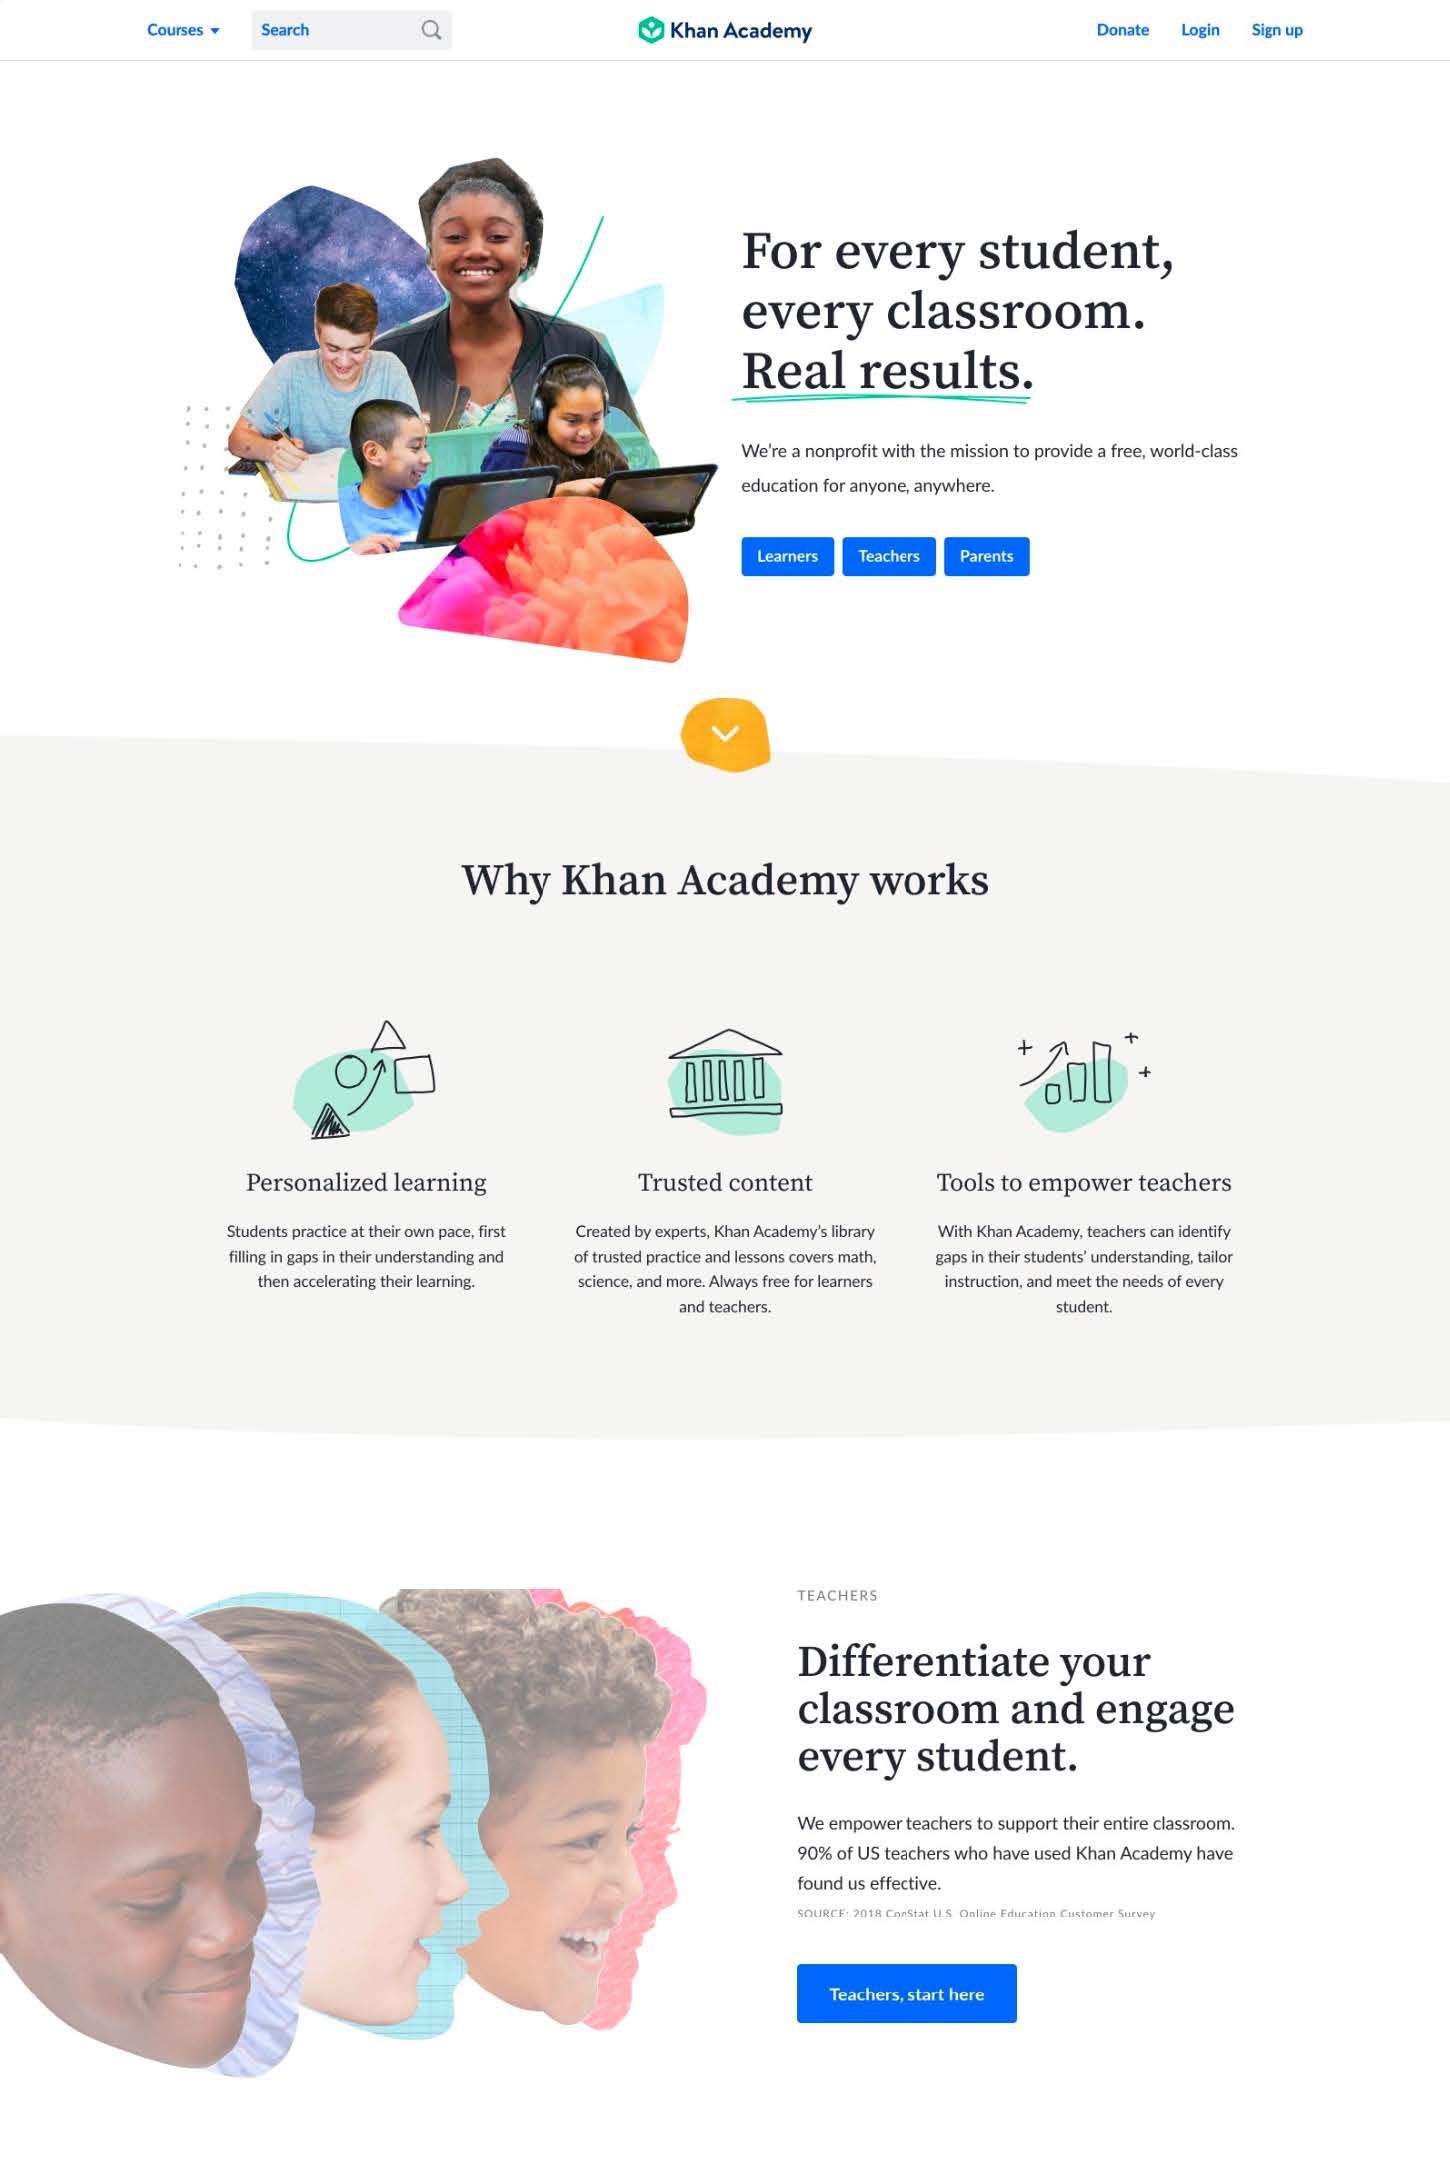 Courses
Search
Khan Academy
Donate
Login
Sign up
For every student,
every classroom.
Real results.
We're a nonprofit with the mission to provide a free, world-class
education for anyone, anywhere.
Learners
Teachers
Parents
Why Khan Academy works
Personalized learning
Students practice at their own pace, first
filling in gaps in their understanding and
then accelerating their learning.
Trusted content
Created by experts, Khan Academy’s library
of trusted practice and lessons covers math,
science, and more. Always free for learners
and teachers.
Tools to empower teachers
With Khan Academy, teachers can identify
gaps in their students’ understanding, tailor
instruction, and meet the needs of every
student.
TEACHERS
Differentiate your
classroom and engage
every student.
We empower teachers to support their entire classroom.
90% of US teachers who have used Khan Academy have
found us effective.
SOURCE: 2018 ConStat U.S. Online Education Customer Survey
Teachers, start here